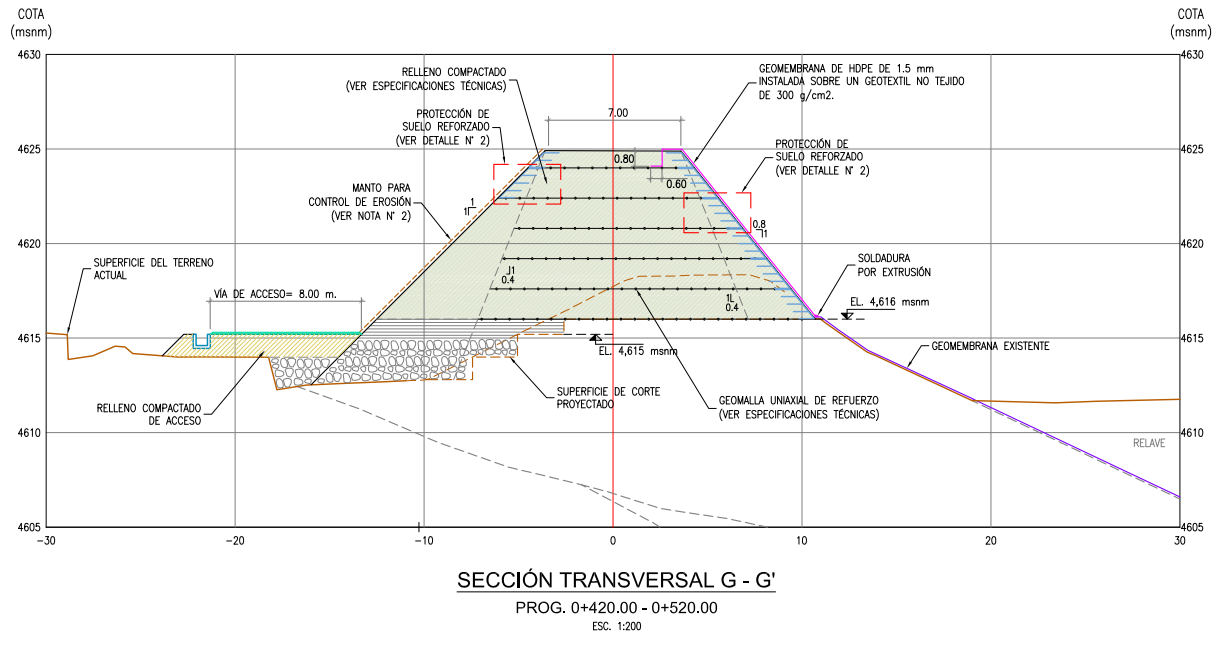 COTA
(msnm)
COTA
(msnm)
4630
4630
RELLENO COMPACTADO
(VER ESPECIFICACIONES TÉCNICAS)
GEOMEMBRANA DE HDPE DE 1.5 mm
INSTALADA SOBRE UN GEOTEXTIL NO TEJIDO
DE 300 g/cm2.
PROTECCIÓN DE
SUELO REFORZADO
(VER DETALLE N° 2)
7.00
4625
4625
0.80
0.60
PROTECCIÓN DE
SUELO REFORZADO
(VER DETALLE N° 2)
MANTO PARA
CONTROL DE EROSIÓN
(VER NOTA N° 2)
1
1
0.8
1
4620
4620
SUPERFICIE DEL TERRENO
ACTUAL
SOLDADURA
POR EXTRUSIÓN
1
0.4
1
0.4
VÍA DE ACCESO= 8.00 m.
EL. 4,616 msnm
4615
4615
EL. 4,615 msnm
GEOMEMBRANA EXISTENTE
SUPERFICIE DE CORTE
PROYECTADO
GEOMALLA UNIAXIAL DE REFUERZO
(VER ESPECIFICACIONES TÉCNICAS)
RELLENO COMPACTADO
DE ACCESO
4610
4610
RELAVE
4605
4605
-30
-20
-10
0
10
20
30
SECCIÓN TRANSVERSAL G - G'
PROG. 0+420.00 - 0+520.00
ESC. 1:200